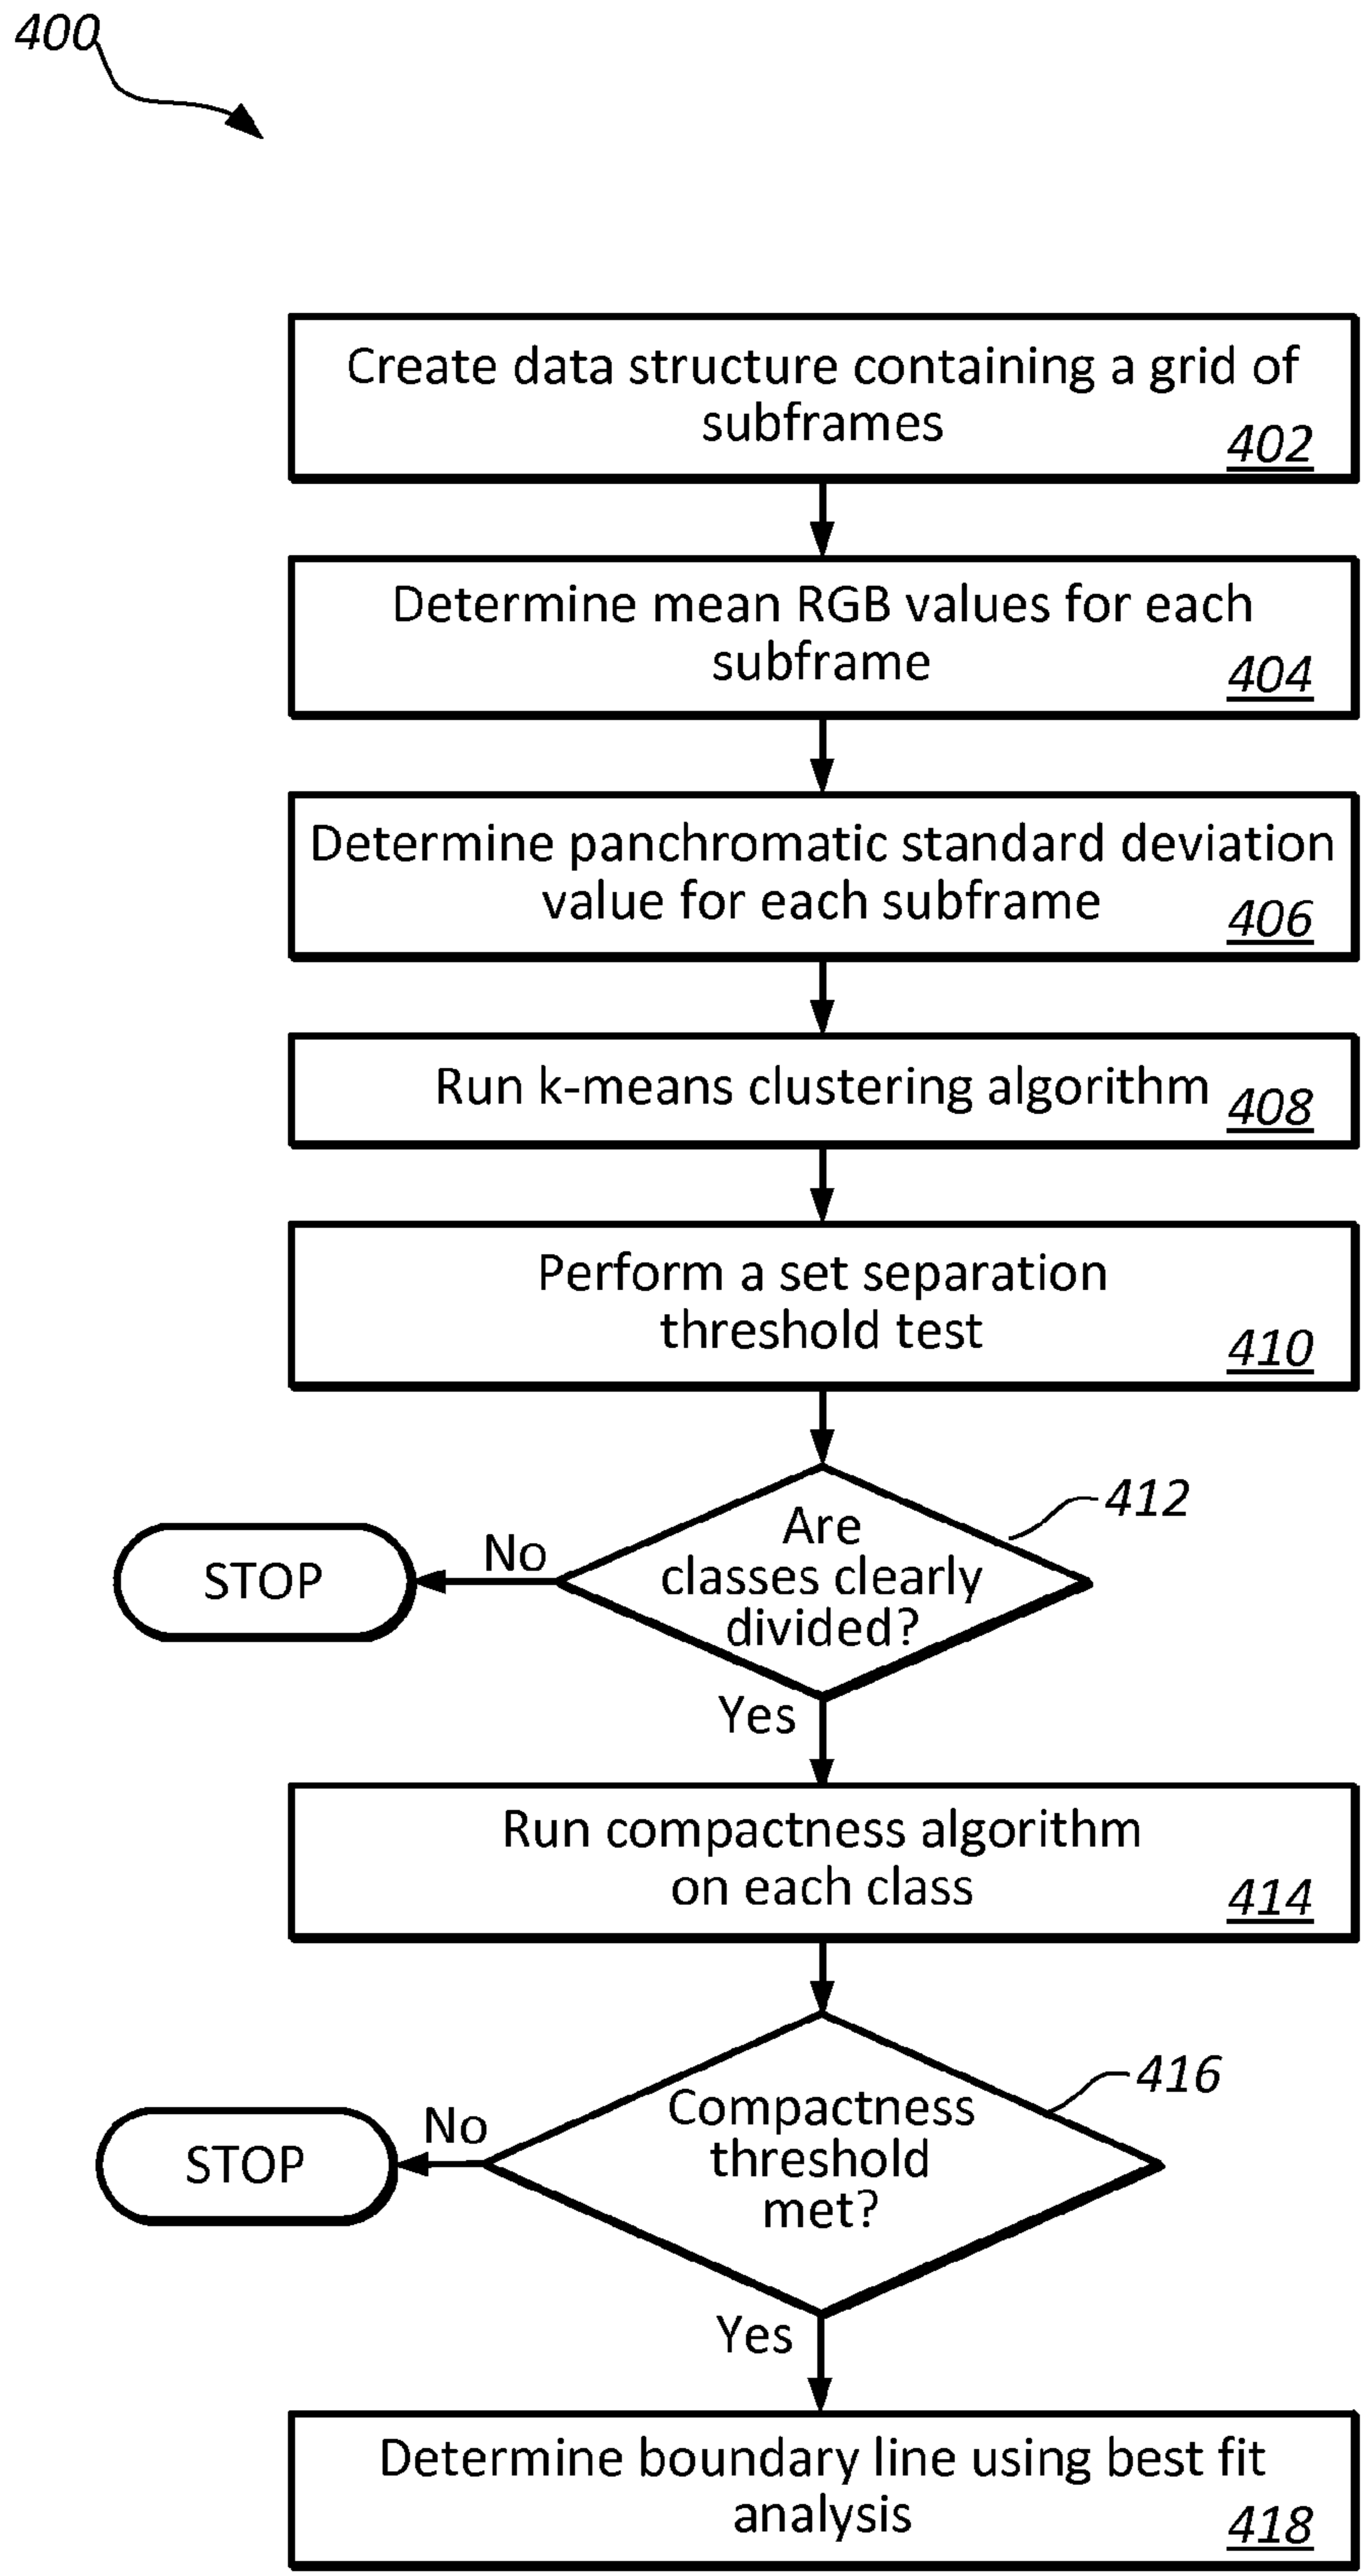 400
Create data structure containing a grid of
subframes
402
Determine mean RGB values for each
subframe
404
Determine panchromatic standard deviation
value for each subframe
406
Run k-means clustering algorithm
408
Perform a set separation
threshold test
410
412
Are
classes clearly
divided?
No
STOP
Yes
Run compactness algorithm
on each class
414
416
Compactness
threshold
met?
No
STOP
Yes
Determine boundary line using best fit
analysis
418